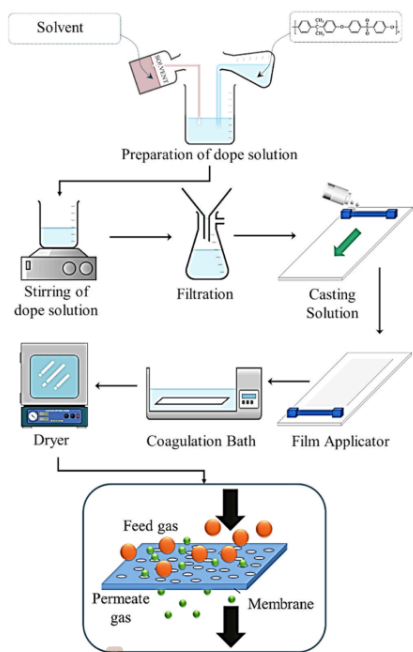 Solvent
SOLVENT
Preparation of dope solution
Stirring of
dope solution
Filtration
Casting
Solution
Dryer
Coagulation Bath
Film Applicator
Feed gas
Permeate
gas
Membrane